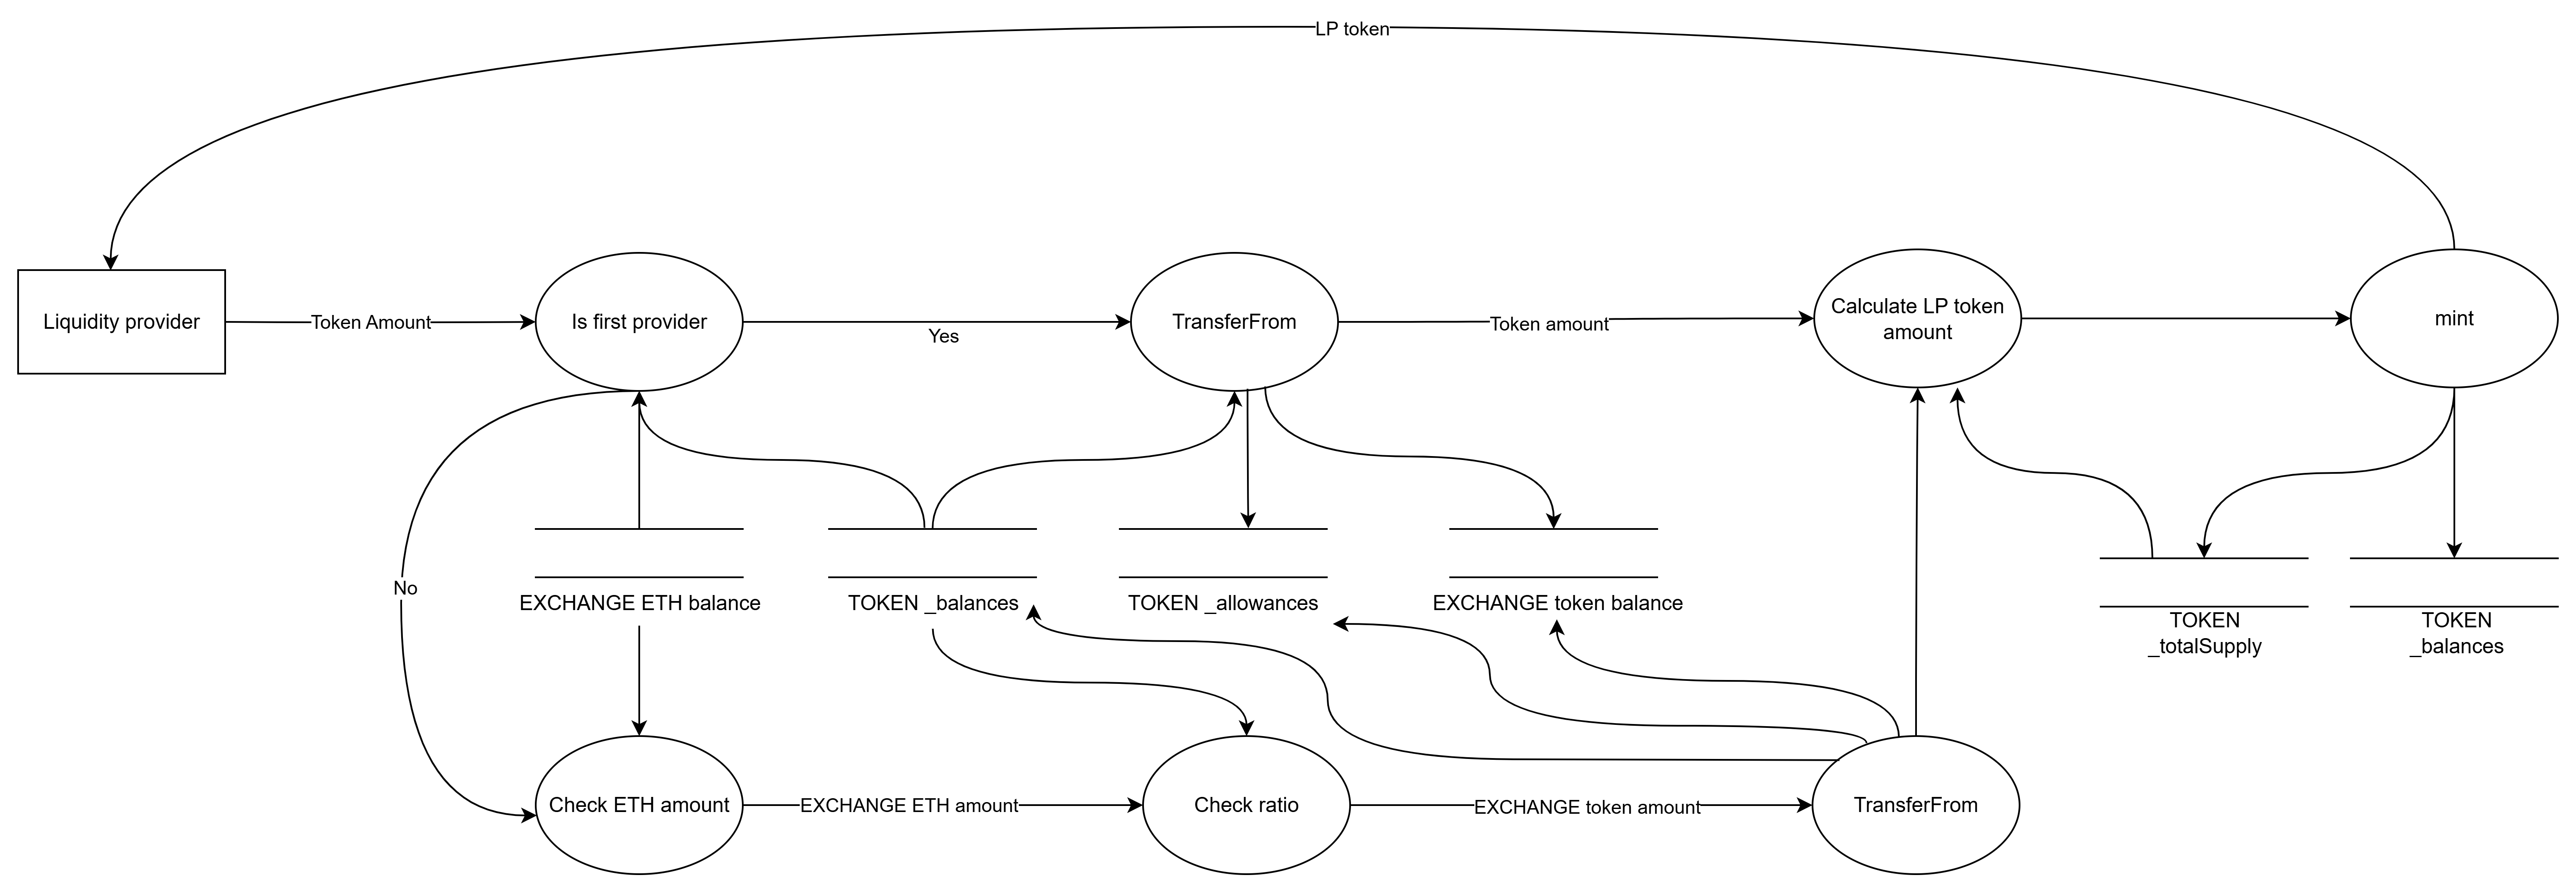 LP token
Liquidity provider
Token Amount
Is first provider
Yes
TransferFrom
Token amount
Calculate LP token
amount
mint
No
EXCHANGE ETH balance
TOKEN _balances
TOKEN _allowances
EXCHANGE token balance
TOKEN
_totalSupply
TOKEN
_balances
Check ETH amount
EXCHANGE ETH amount
Check ratio
EXCHANGE token amount
TransferFrom